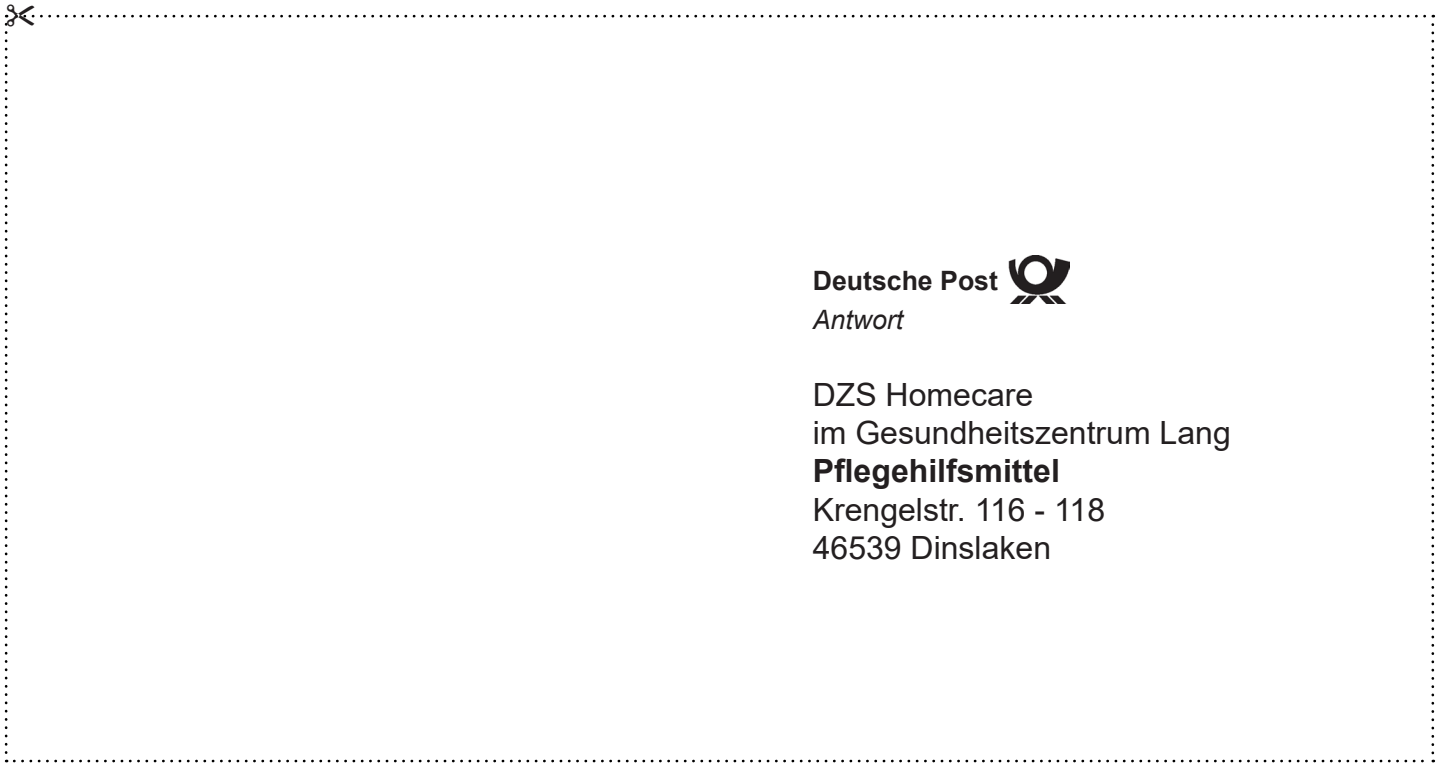 Deutsche Post
Antwort
DZS Homecare
im Gesundheitszentrum Lang
Pflegehilfsmittel
Krengelstr. 116 - 118
46539 Dinslaken